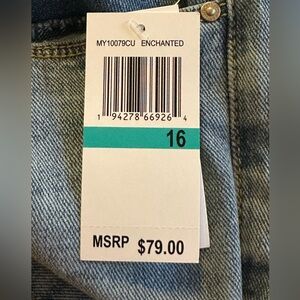 MY10079CU ENCHANTED
1 94278 66926 4
16
MSRP $79.00